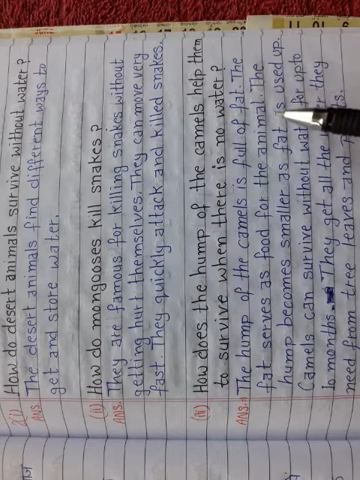 2(i) How do desert animals survive without water?
Ans. The desert animals find different ways to
get and store water.
(ii) How do mongooses kill snakes?
Ans. They are famous for killing snakes without
getting hurt themselves. They can move very
fast. They quickly attack and killed snakes.
(iv) How does the hump of the camels help them
to survive when there is no water?
Ans. The hump of the camels is full of fat. The
fat serves as food for the animal. The
hump becomes smaller as fat is used up.
Camels can survive without for upto
10 months. They get all the they
need from tree leaves and